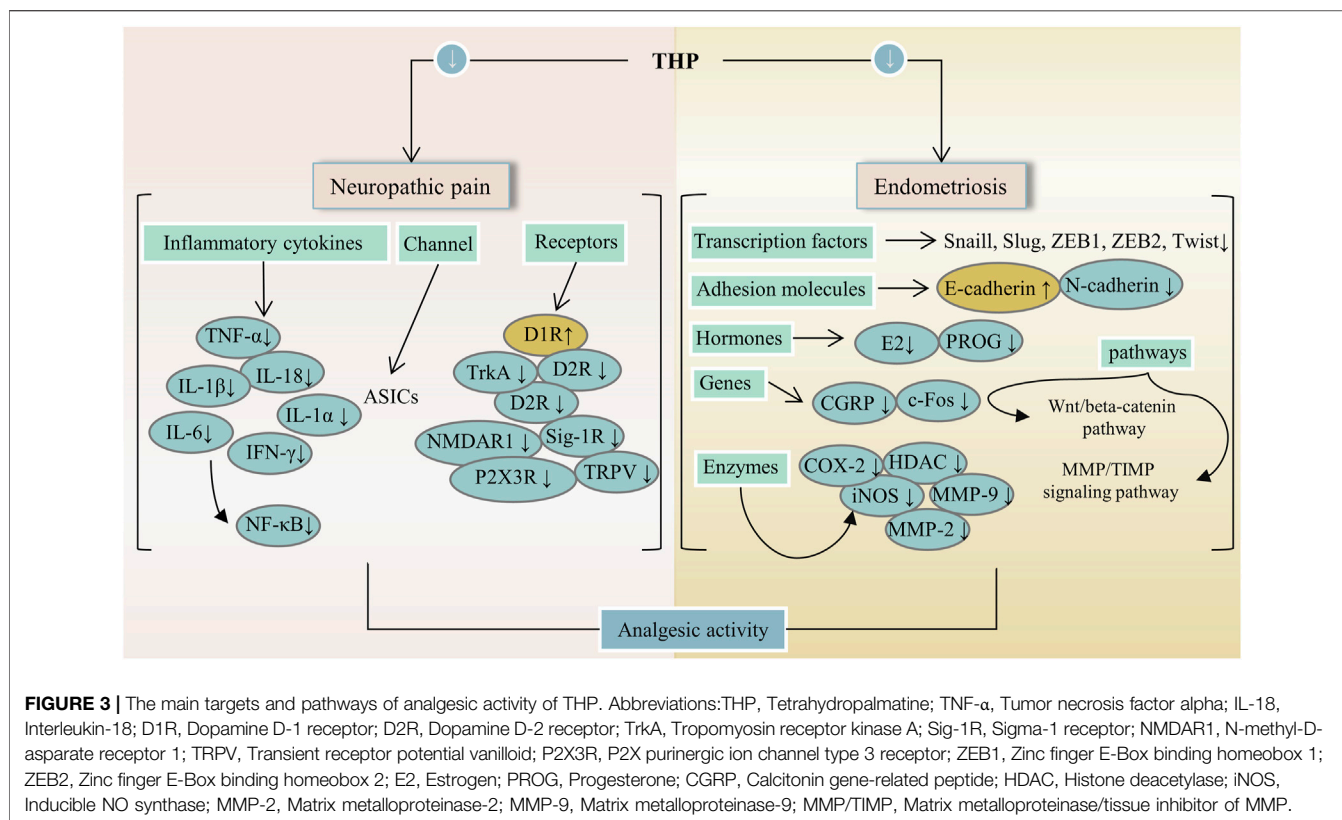 ↓ THP ↓
Neuropathic pain
Inflammatory cytokines
Channel
Receptors
TNF-α↓
IL-18↓
IL-1β↓
IL-1α ↓
IL-6↓
IFN-γ↓
NF-κB↓
ASICs
D1R↑
TrkA ↓
D2R ↓
D2R ↓
NMDAR1 ↓
Sig-1R ↓
P2X3R ↓
TRPV ↓
Endometriosis
Transcription factors
Snaill, Slug, ZEB1, ZEB2, Twist↓
Adhesion molecules
E-cadherin ↑
N-cadherin ↓
Hormones
E2↓
PROG ↓
pathways
Genes
CGRP ↓
c-Fos ↓
Wnt/beta-catenin
pathway
Enzymes
COX-2 ↓
HDAC ↓
iNOS ↓
MMP-9 ↓
MMP-2 ↓
MMP/TIMP
signaling pathway
Analgesic activity
FIGURE 3 | The main targets and pathways of analgesic activity of THP. Abbreviations:THP, Tetrahydropalmatine; TNF-α, Tumor necrosis factor alpha; IL-18,
Interleukin-18; D1R, Dopamine D-1 receptor; D2R, Dopamine D-2 receptor; TrkA, Tropomyosin receptor kinase A; Sig-1R, Sigma-1 receptor; NMDAR1, N-methyl-D-
asparate receptor 1; TRPV, Transient receptor potential vanilloid; P2X3R, P2X purinergic ion channel type 3 receptor; ZEB1, Zinc finger E-Box binding homeobox 1;
ZEB2, Zinc finger E-Box binding homeobox 2; E2, Estrogen; PROG, Progesterone; CGRP, Calcitonin gene-related peptide; HDAC, Histone deacetylase; iNOS,
Inducible NO synthase; MMP-2, Matrix metalloproteinase-2; MMP-9, Matrix metalloproteinase-9; MMP/TIMP, Matrix metalloproteinase/tissue inhibitor of MMP.